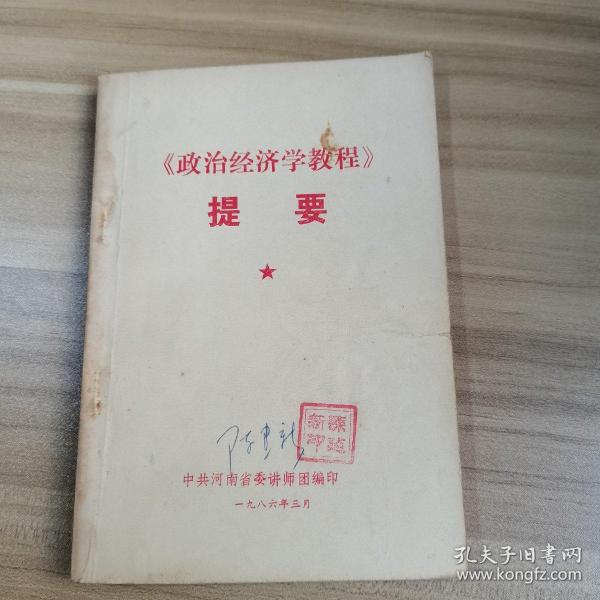 《政治经济学教程》
提要
★
中共河南省委讲师团编印
一九八六年三月
孔夫子旧书网
www.kongfz.com